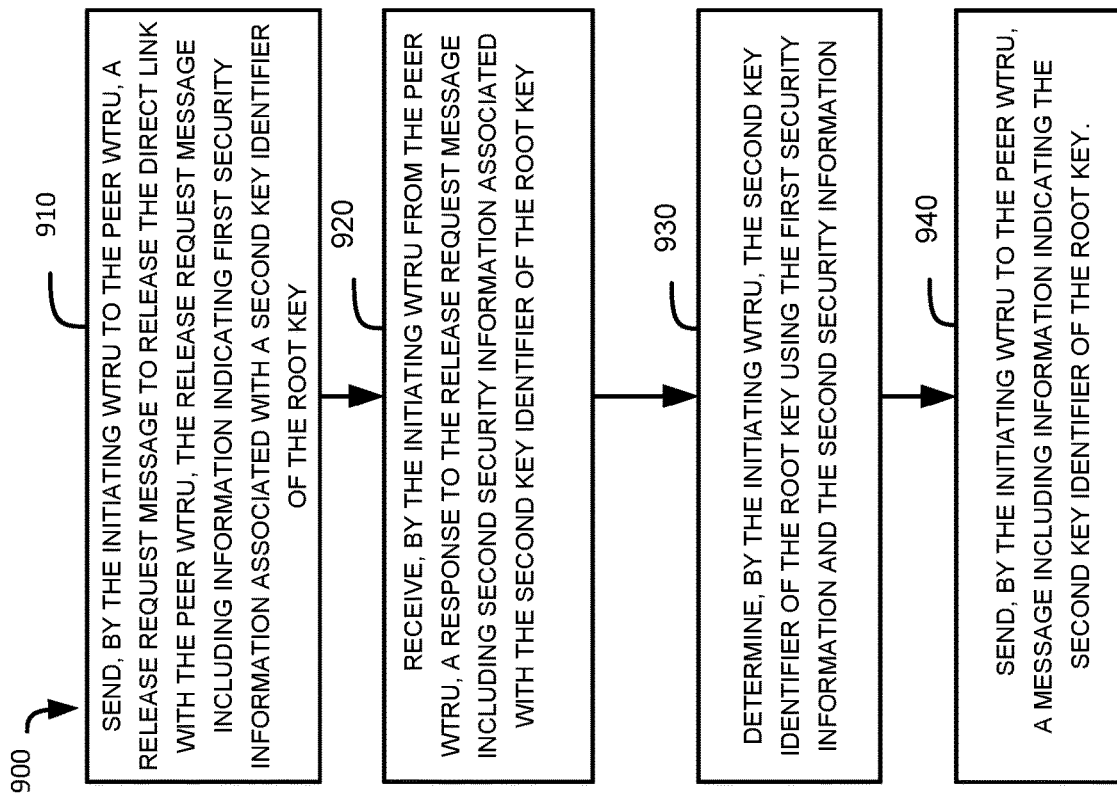 900
910
SEND, BY THE INITIATING WTRU TO THE PEER WTRU, A
RELEASE REQUEST MESSAGE TO RELEASE THE DIRECT LINK
WITH THE PEER WTRU, THE RELEASE REQUEST MESSAGE
INCLUDING INFORMATION INDICATING FIRST SECURITY
INFORMATION ASSOCIATED WITH A SECOND KEY IDENTIFIER
OF THE ROOT KEY
920
RECEIVE, BY THE INITIATING WTRU FROM THE PEER
WTRU, A RESPONSE TO THE RELEASE REQUEST MESSAGE
INCLUDING SECOND SECURITY INFORMATION ASSOCIATED
WITH THE SECOND KEY IDENTIFIER OF THE ROOT KEY
930
DETERMINE, BY THE INITIATING WTRU, THE SECOND KEY
IDENTIFIER OF THE ROOT KEY USING THE FIRST SECURITY
INFORMATION AND THE SECOND SECURITY INFORMATION
940
SEND, BY THE INITIATING WTRU TO THE PEER WTRU,
A MESSAGE INCLUDING INFORMATION INDICATING THE
SECOND KEY IDENTIFIER OF THE ROOT KEY.